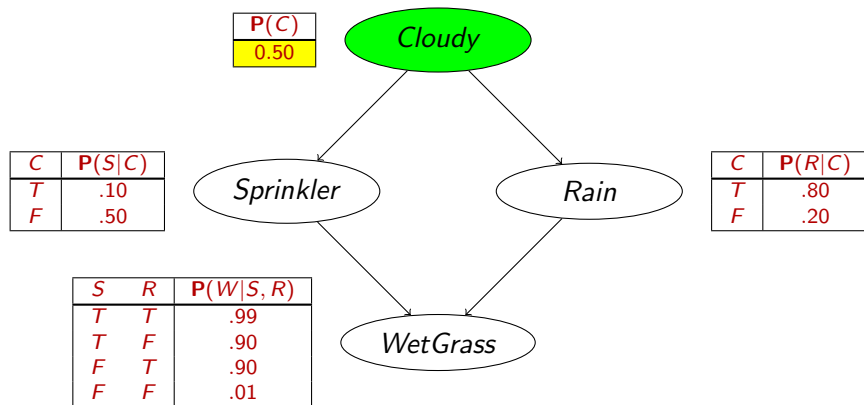 P(C)
0.50
Cloudy
C P(S|C)
T .10
F .50
Sprinkler
Rain
C P(R|C)
T .80
F .20
S R P(W|S, R)
T T .99
T F .90
F T .90
F F .01
WetGrass